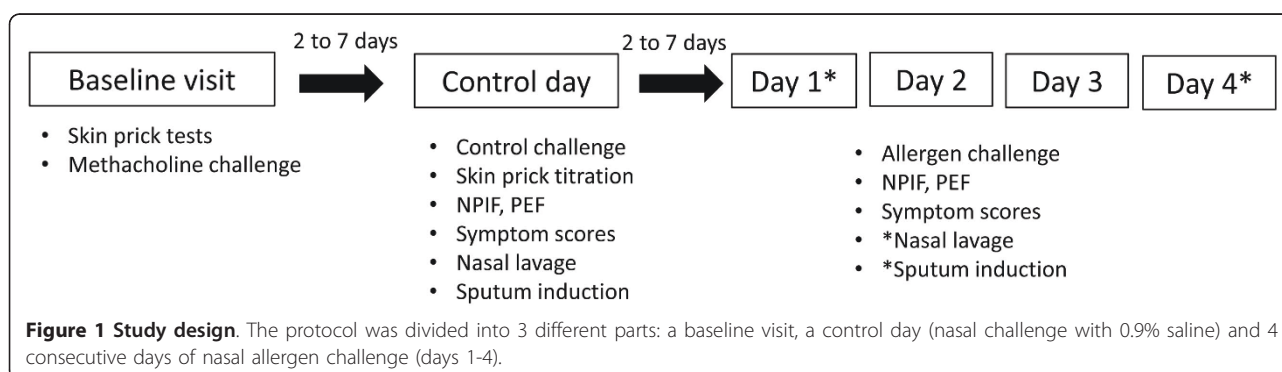 2 to 7 days
2 to 7 days
Baseline visit
Control day
Day 1*
Day 2
Day 3
Day 4*
• Skin prick tests
• Methacholine challenge
• Control challenge
• Skin prick titration
• NPIF, PEF
• Symptom scores
• Nasal lavage
• Sputum induction
• Allergen challenge
• NPIF, PEF
• Symptom scores
• *Nasal lavage
• *Sputum induction
Figure 1 Study design. The protocol was divided into 3 different parts: a baseline visit, a control day (nasal challenge with 0.9% saline) and 4
consecutive days of nasal allergen challenge (days 1-4).